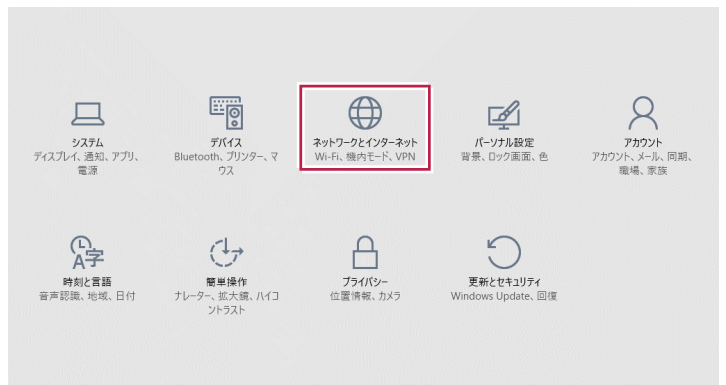 システム
ディスプレイ、通知、アプリ、
電源
デバイス
Bluetooth、プリンター、マ
ウス
ネットワークとインターネット
Wi-Fi、機内モード、VPN
パーソナル設定
背景、ロック画面、色
アカウント
アカウント、メール、同期、
職場、家族
時刻と言語
音声認識、地域、日付
簡単操作
ナレーター、拡大鏡、ハイコ
ントラスト
プライバシー
位置情報、カメラ
更新とセキュリティ
Windows Update、回復